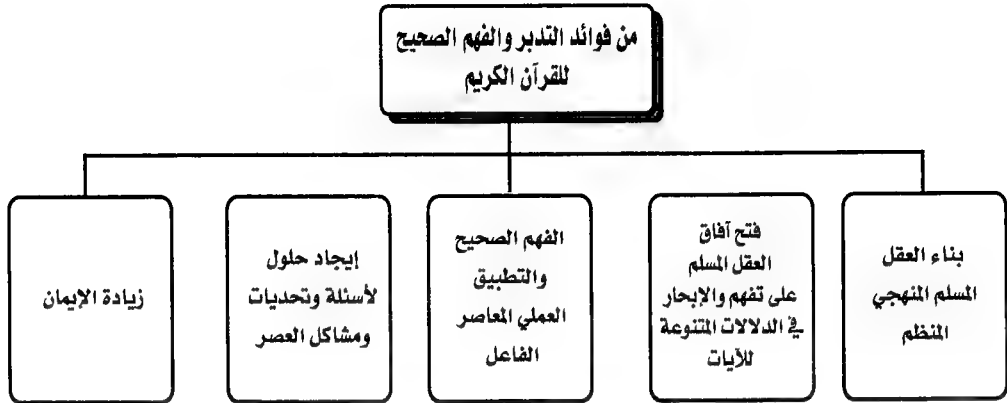 من فوائد التدبر والفهم الصحيح
للقرآن الكريم
بناء العقل
المسلم المنهجي
المنظم
فتح آفاق
العقل المسلم
على تفهم والإبحار
في الدلالات المتنوعة
للآيات
الفهم الصحيح
والتطبيق
العملي المعاصر
الفاعل
إيجاد حلول
لأسئلة وتحديات
ومشاكل العصر
زيادة الإيمان